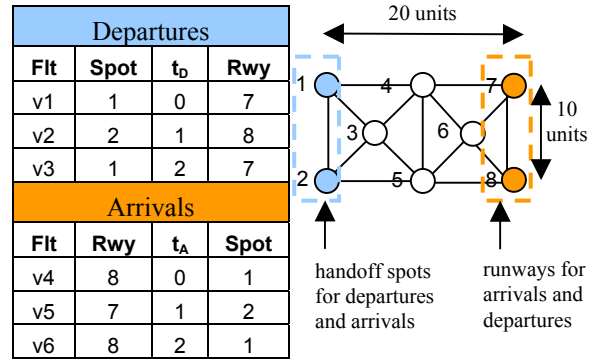 Departures
Flt Spot tD Rwy
v1 1 0 7
v2 2 1 8
v3 1 2 7
Arrivals
Flt Rwy tA Spot
v4 8 0 1
v5 7 1 2
v6 8 2 1
20 units
1 4 7
10
units
3 6
2 5 8
handoff spots
for departures
and arrivals
runways for
arrivals and
departures